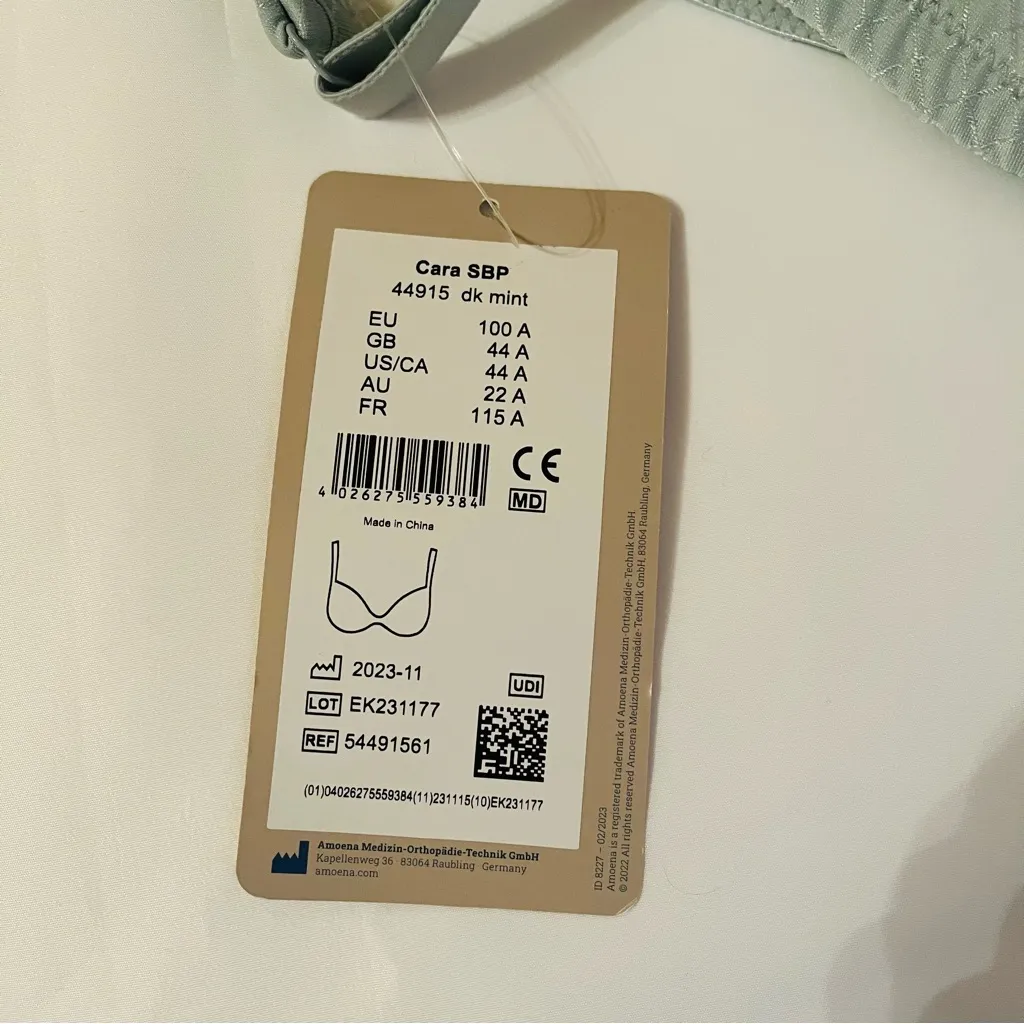 Cara SBP
44915 dk mint
EU 100 A
GB 44 A
US/CA 44 A
AU 22 A
FR 115 A
4 026275 559384
CE
MD
Made in China
2023-11
UDI
LOT EK231177
REF 54491561
(01)04026275559384(11)231115(10)EK231177
Amoena Medizin-Orthopädie-Technik GmbH
Kapellenweg 36 · 83064 Raubling · Germany
amoena.com
ID 8227 – 02/2023
Amoena is a registered trademark of Amoena Medizin-Orthopädie-Technik GmbH
© 2022 All rights reserved Amoena Medizin-Orthopädie-Technik GmbH, 83064 Raubling, Germany